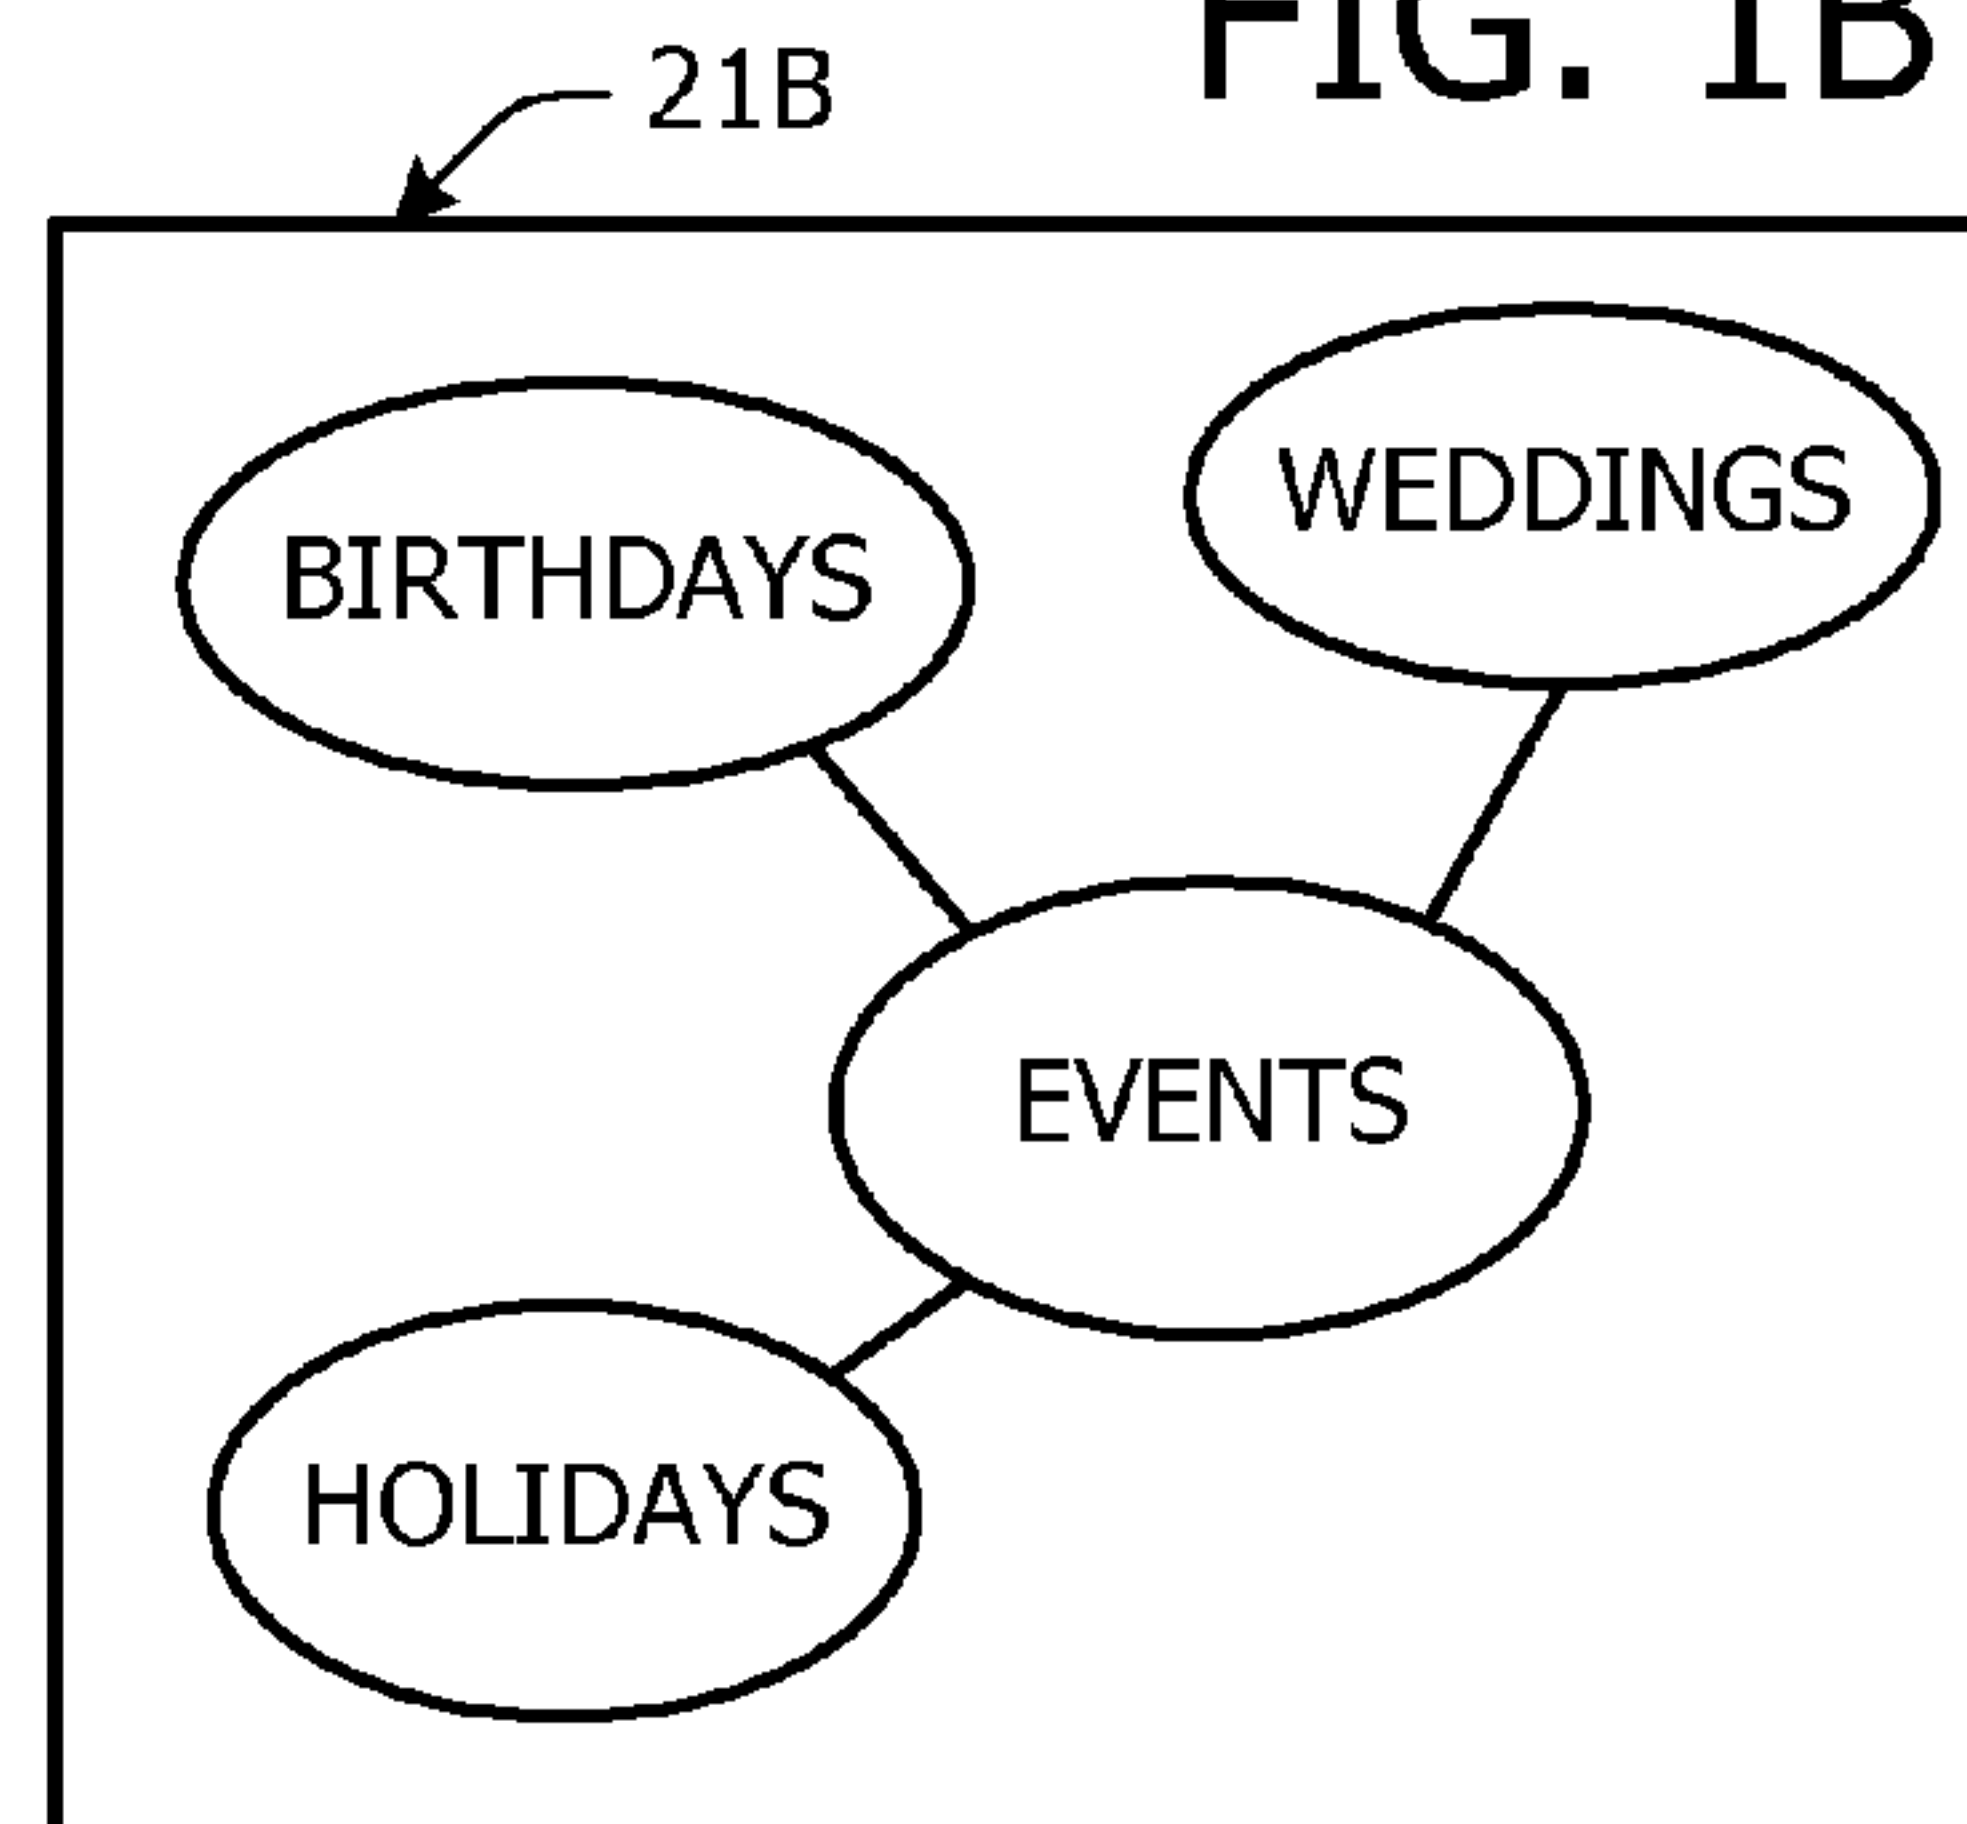 FIG. 1B
21B
WEDDINGS
BIRTHDAYS
EVENTS
HOLIDAYS